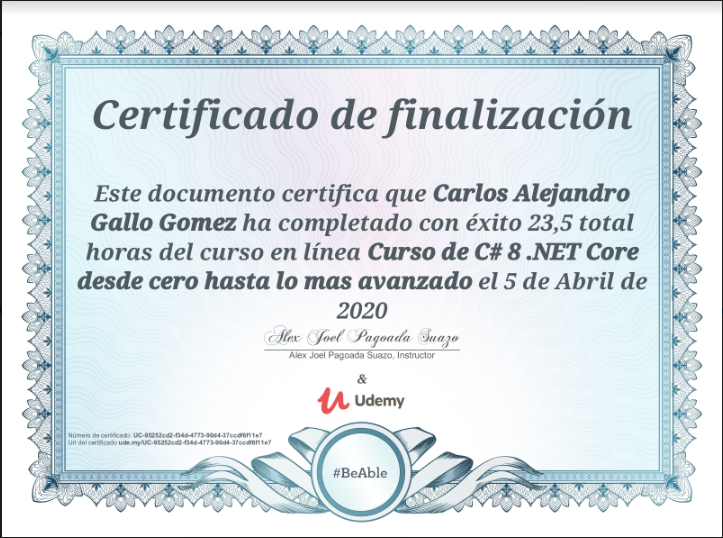 Certificado de finalización
Este documento certifica que Carlos Alejandro
Gallo Gomez ha completado con éxito 23,5 total
horas del curso en línea Curso de C# 8 .NET Core
desde cero hasta lo mas avanzado el 5 de Abril de
2020
Alex Joel Pagoada Suazo
Alex Joel Pagoada Suazo, Instructor
&
Udemy
Número de certificado UC-95252cd2-f34d-4773-90d4-37ccdf6f11e7
Url del certificado ude.my/UC-95252cd2-f34d-4773-90d4-37ccdf6f11e7
#BeAble